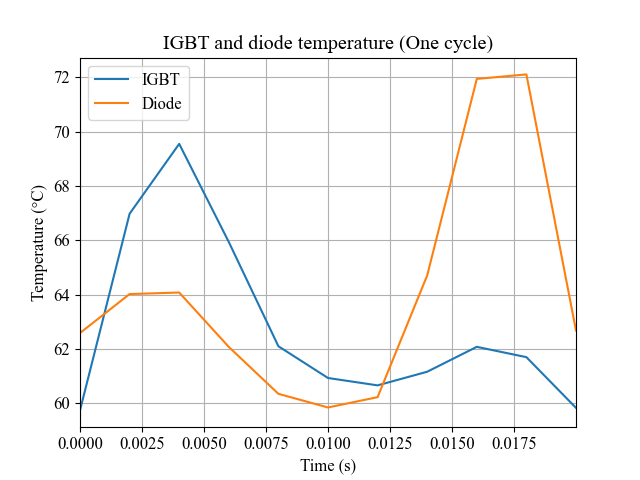 IGBT and diode temperature (One cycle)
IGBT
Diode
72
70
68
66
64
62
60
Temperature (°C)
0.0000 0.0025 0.0050 0.0075 0.0100 0.0125 0.0150 0.0175
Time (s)